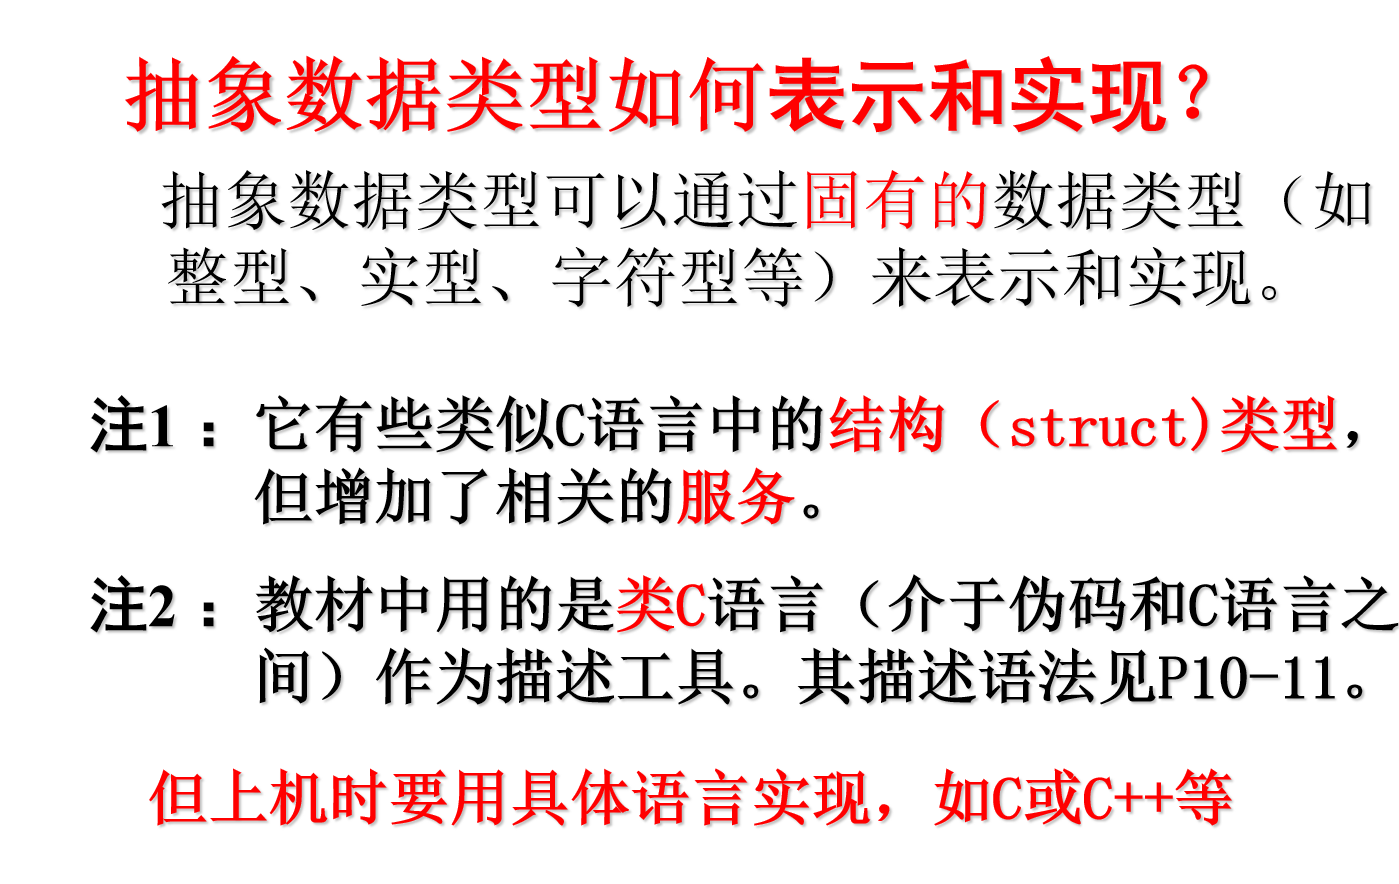 抽象数据类型如何表示和实现？
抽象数据类型可以通过固有的数据类型（如
整型、实型、字符型等）来表示和实现。
注1 ：它有些类似C语言中的结构（struct)类型，
但增加了相关的服务。
注2 ：教材中用的是类C语言（介于伪码和C语言之
间）作为描述工具。其描述语法见P10-11。
但上机时要用具体语言实现，如C或C++等